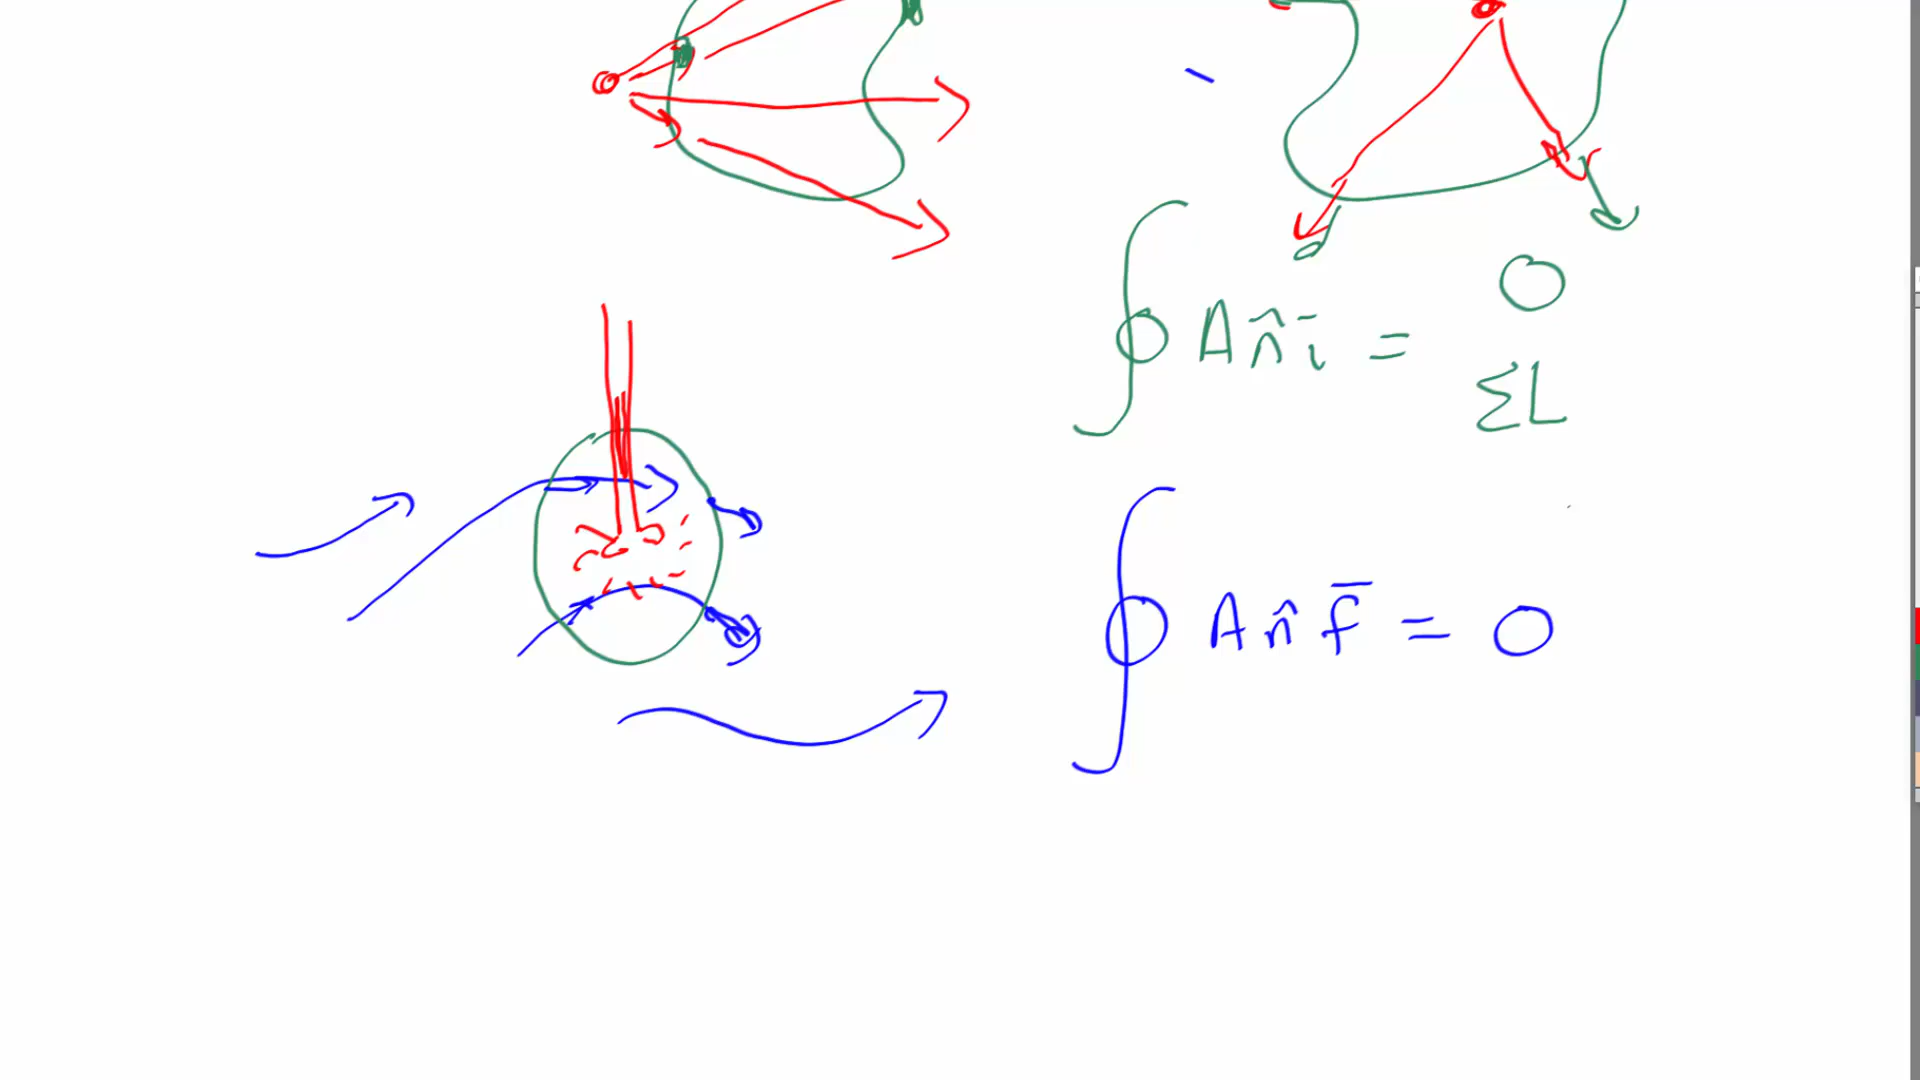 ∮ A n̂ ī = 0
ΣL
∮ A n̂ F̄ = 0